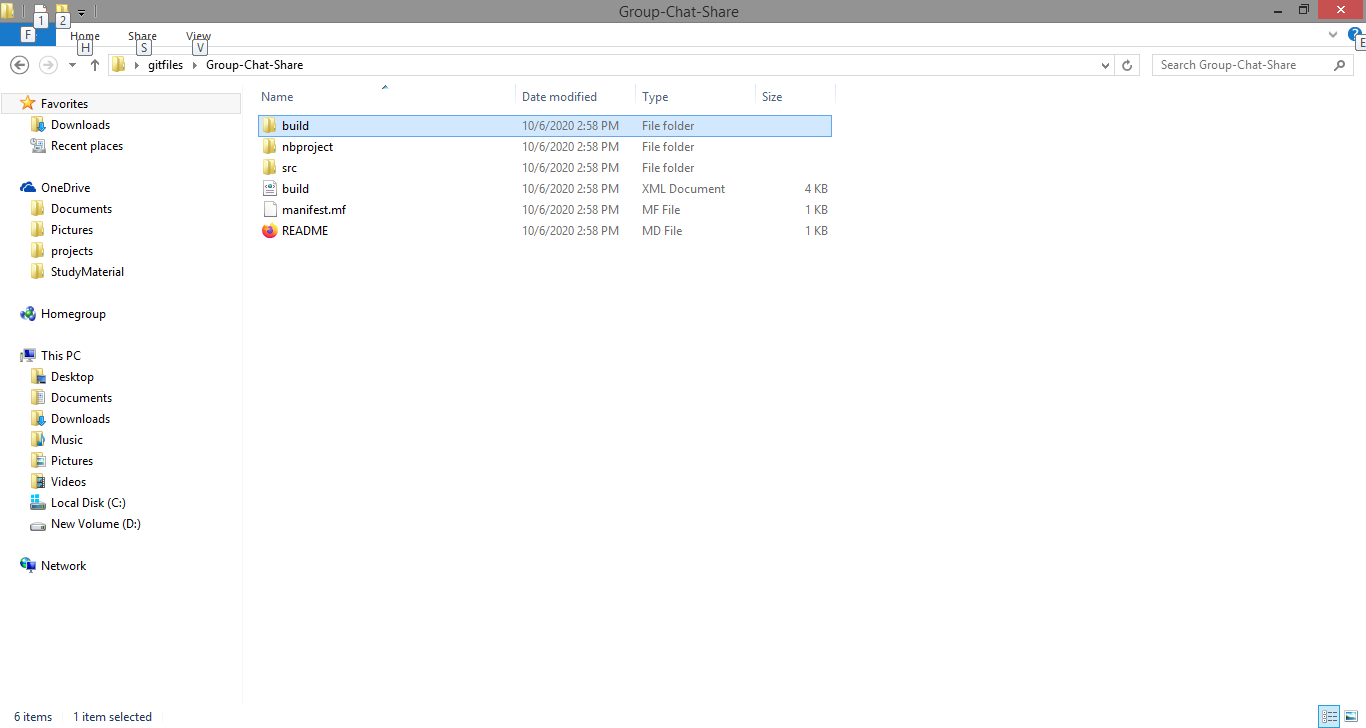 Group-Chat-Share
1 2
F Home Share View
H S V E
gitfiles Group-Chat-Share Search Group-Chat-Share
Name Date modified Type Size
Favorites
Downloads
Recent places
OneDrive
Documents
Pictures
projects
StudyMaterial
Homegroup
This PC
Desktop
Documents
Downloads
Music
Pictures
Videos
Local Disk (C:)
New Volume (D:)
Network
build 10/6/2020 2:58 PM File folder
nbproject 10/6/2020 2:58 PM File folder
src 10/6/2020 2:58 PM File folder
build 10/6/2020 2:58 PM XML Document 4 KB
manifest.mf 10/6/2020 2:58 PM MF File 1 KB
README 10/6/2020 2:58 PM MD File 1 KB
6 items 1 item selected